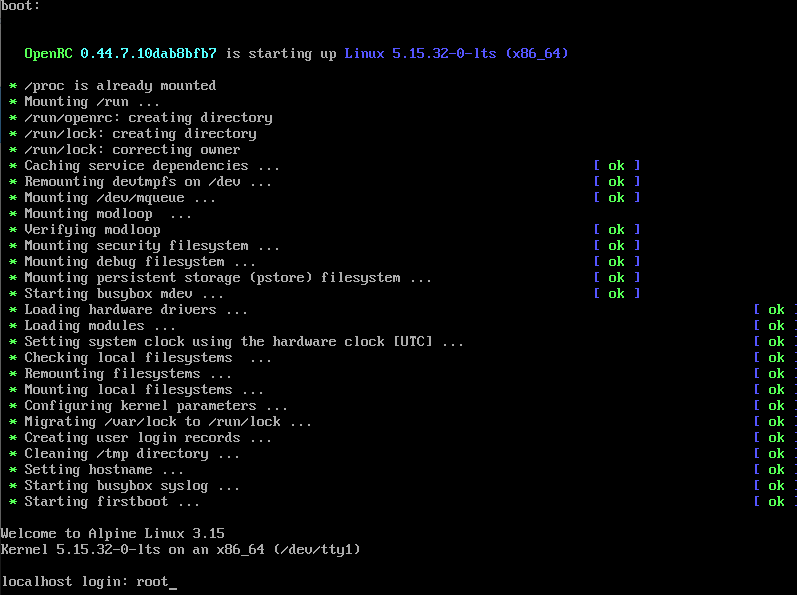 boot:
OpenRC 0.44.7.10dab8bfb7 is starting up Linux 5.15.32-0-lts (x86_64)
* /proc is already mounted
* Mounting /run ...
* /run/openrc: creating directory
* /run/lock: creating directory
* /run/lock: correcting owner
* Caching service dependencies ... [ ok ]
* Remounting devtmpfs on /dev ... [ ok ]
* Mounting /dev/mqueue ... [ ok ]
* Mounting modloop  ...
* Verifying modloop [ ok ]
* Mounting security filesystem ... [ ok ]
* Mounting debug filesystem ... [ ok ]
* Mounting persistent storage (pstore) filesystem ... [ ok ]
* Starting busybox mdev ... [ ok ]
* Loading hardware drivers ... [ ok ]
* Loading modules ... [ ok ]
* Setting system clock using the hardware clock [UTC] ... [ ok ]
* Checking local filesystems  ... [ ok ]
* Remounting filesystems ... [ ok ]
* Mounting local filesystems ... [ ok ]
* Configuring kernel parameters ... [ ok ]
* Migrating /var/lock to /run/lock ... [ ok ]
* Creating user login records ... [ ok ]
* Cleaning /tmp directory ... [ ok ]
* Setting hostname ... [ ok ]
* Starting busybox syslog ... [ ok ]
* Starting firstboot ... [ ok ]
Welcome to Alpine Linux 3.15
Kernel 5.15.32-0-lts on an x86_64 (/dev/tty1)
localhost login: root_